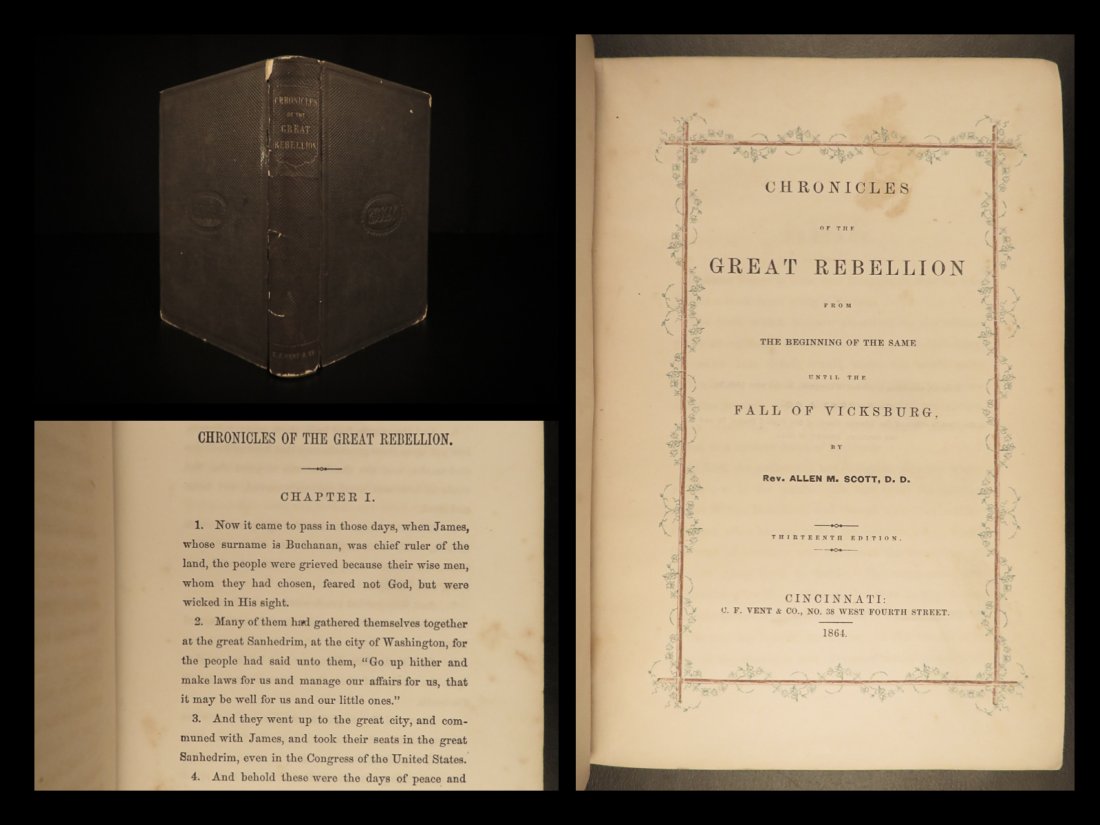 CHRONICLES
OF THE
GREAT
REBELLION
CHRONICLES OF THE GREAT REBELLION.
CHAPTER I.
1. Now it came to pass in those days, when James,
whose surname is Buchanan, was chief ruler of the
land, the people were grieved because their wise men,
whom they had chosen, feared not God, but were
wicked in His sight.
2. Many of them had gathered themselves together
at the great Sanhedrim, at the city of Washington, for
the people had said unto them, "Go up hither and
make laws for us and manage our affairs for us, that
it may be well for us and our little ones."
3. And they went up to the great city, and com-
muned with James, and took their seats in the great
Sanhedrim, even in the Congress of the United States.
4. And behold these were the days of peace and
CHRONICLES
OF THE
GREAT REBELLION
FROM
THE BEGINNING OF THE SAME
UNTIL THE
FALL OF VICKSBURG.
BY
Rev. ALLEN M. SCOTT, D. D.
THIRTEENTH EDITION.
CINCINNATI:
C. F. VENT & CO., NO. 38 WEST FOURTH STREET.
1864.